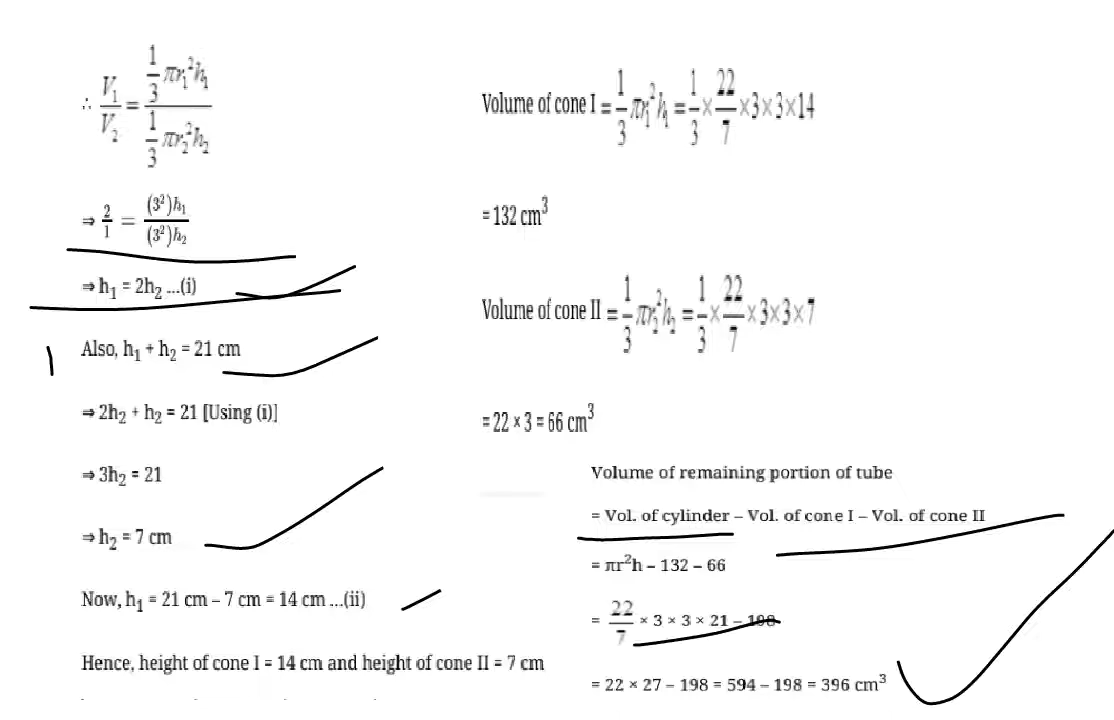 ∴ V₁/V₂ = (1/3 πr₁²h₁)/(1/3 πr₂²h₂)
⇒ 2/1 = (3²)h₁/(3²)h₂
⇒ h₁ = 2h₂ ...(i)
Also, h₁ + h₂ = 21 cm
⇒ 2h₂ + h₂ = 21 [Using (i)]
⇒ 3h₂ = 21
⇒ h₂ = 7 cm
Now, h₁ = 21 cm – 7 cm = 14 cm ...(ii)
Hence, height of cone I = 14 cm and height of cone II = 7 cm
Volume of cone I = 1/3 πr₁²h₁ = 1/3 × 22/7 ×3×3×14
= 132 cm³
Volume of cone II = 1/3 πr₂²h₂ = 1/3 × 22/7 ×3×3×7
= 22 × 3 = 66 cm³
Volume of remaining portion of tube
= Vol. of cylinder – Vol. of cone I – Vol. of cone II
= πr²h – 132 – 66
= 22/7 × 3 × 3 × 21 – 198
= 22 × 27 – 198 = 594 – 198 = 396 cm³